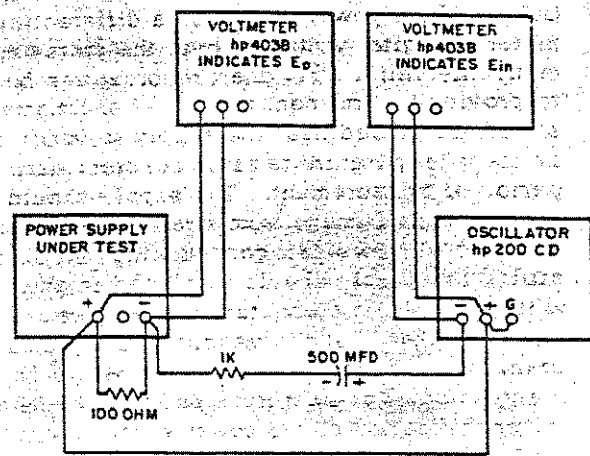 VOLTMETER
hp403B
INDICATES Eo
VOLTMETER
hp403B
INDICATES Ein
POWER SUPPLY
UNDER TEST
+ -
OSCILLATOR
hp 200 CD
- + G
1K
500 MFD
- +
100 OHM